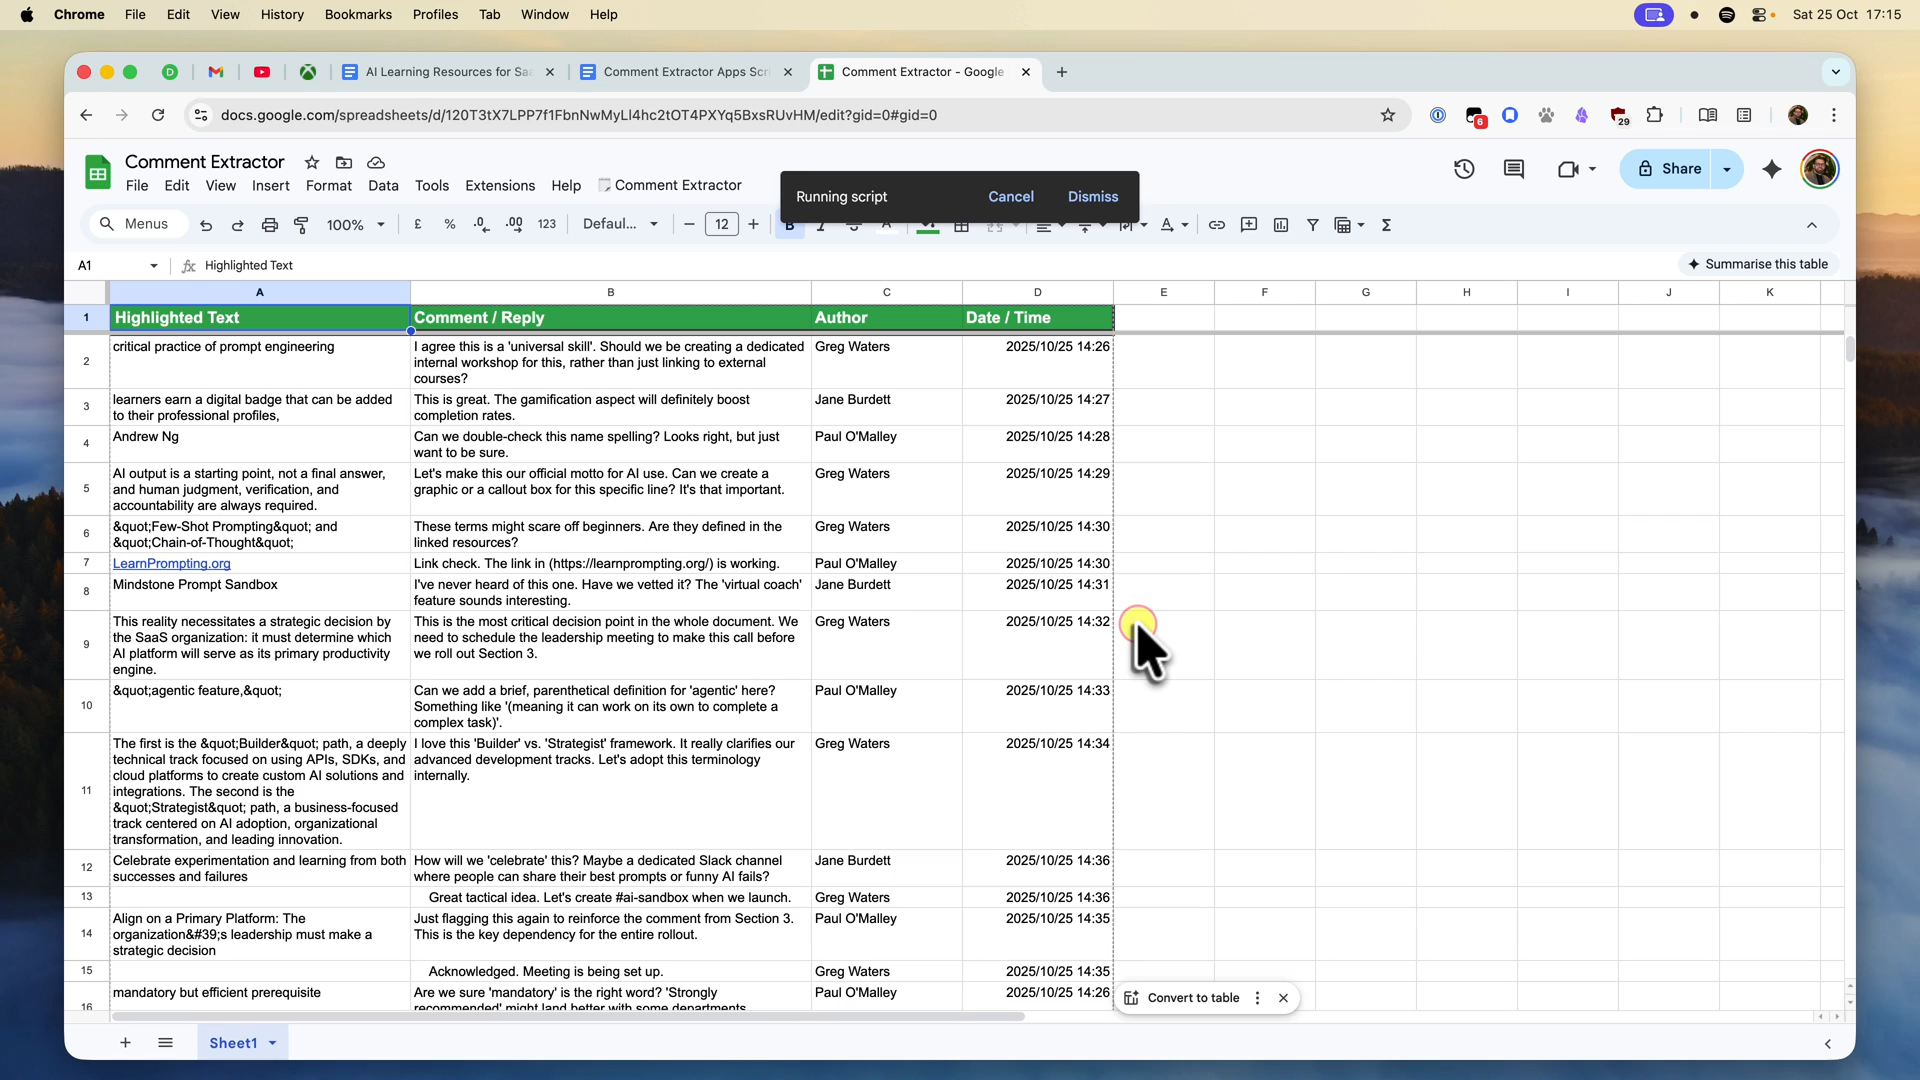 Chrome File Edit View History Bookmarks Profiles Tab Window Help Sat 25 Oct 17:15
AI Learning Resources for Saa Comment Extractor Apps Scri Comment Extractor - Google
docs.google.com/spreadsheets/d/120T3tX7LPP7f1FbnNwMyLl4hc2tOT4PXYq5BxsRUvHM/edit?gid=0#gid=0 6 29
Comment Extractor
File Edit View Insert Format Data Tools Extensions Help Comment Extractor
Share
Running script Cancel Dismiss
Menus 100% £ % .0 .00 123 Defaul... 12 B
A1 Highlighted Text Summarise this table
A B C D E F G H I J K
1 Highlighted Text Comment / Reply Author Date / Time
2 critical practice of prompt engineering I agree this is a 'universal skill'. Should we be creating a dedicated Greg Waters 2025/10/25 14:26
internal workshop for this, rather than just linking to external
courses?
3 learners earn a digital badge that can be added This is great. The gamification aspect will definitely boost Jane Burdett 2025/10/25 14:27
to their professional profiles, completion rates.
4 Andrew Ng Can we double-check this name spelling? Looks right, but just Paul O'Malley 2025/10/25 14:28
want to be sure.
5 AI output is a starting point, not a final answer, Let's make this our official motto for AI use. Can we create a Greg Waters 2025/10/25 14:29
and human judgment, verification, and graphic or a callout box for this specific line? It's that important.
accountability are always required.
6 &quot;Few-Shot Prompting&quot; and These terms might scare off beginners. Are they defined in the Greg Waters 2025/10/25 14:30
&quot;Chain-of-Thought&quot; linked resources?
7 LearnPrompting.org Link check. The link in (https://learnprompting.org/) is working. Paul O'Malley 2025/10/25 14:30
8 Mindstone Prompt Sandbox I've never heard of this one. Have we vetted it? The 'virtual coach' Jane Burdett 2025/10/25 14:31
feature sounds interesting.
9 This reality necessitates a strategic decision by This is the most critical decision point in the whole document. We Greg Waters 2025/10/25 14:32
the SaaS organization: it must determine which need to schedule the leadership meeting to make this call before
AI platform will serve as its primary productivity we roll out Section 3.
engine.
10 &quot;agentic feature,&quot; Can we add a brief, parenthetical definition for 'agentic' here? Paul O'Malley 2025/10/25 14:33
Something like '(meaning it can work on its own to complete a
complex task)'.
11 The first is the &quot;Builder&quot; path, a deeply I love this 'Builder' vs. 'Strategist' framework. It really clarifies our Greg Waters 2025/10/25 14:34
technical track focused on using APIs, SDKs, and advanced development tracks. Let's adopt this terminology
cloud platforms to create custom AI solutions and internally.
integrations. The second is the
&quot;Strategist&quot; path, a business-focused
track centered on AI adoption, organizational
transformation, and leading innovation.
12 Celebrate experimentation and learning from both How will we 'celebrate' this? Maybe a dedicated Slack channel Jane Burdett 2025/10/25 14:36
successes and failures where people can share their best prompts or funny AI fails?
13 Great tactical idea. Let's create #ai-sandbox when we launch. Greg Waters 2025/10/25 14:36
14 Align on a Primary Platform: The Just flagging this again to reinforce the comment from Section 3. Paul O'Malley 2025/10/25 14:35
organization&#39;s leadership must make a This is the key dependency for the entire rollout.
strategic decision
15 Acknowledged. Meeting is being set up. Greg Waters 2025/10/25 14:35
16 mandatory but efficient prerequisite Are we sure 'mandatory' is the right word? 'Strongly Paul O'Malley 2025/10/25 14:26
recommended' might land better with some departments
Convert to table
Sheet1